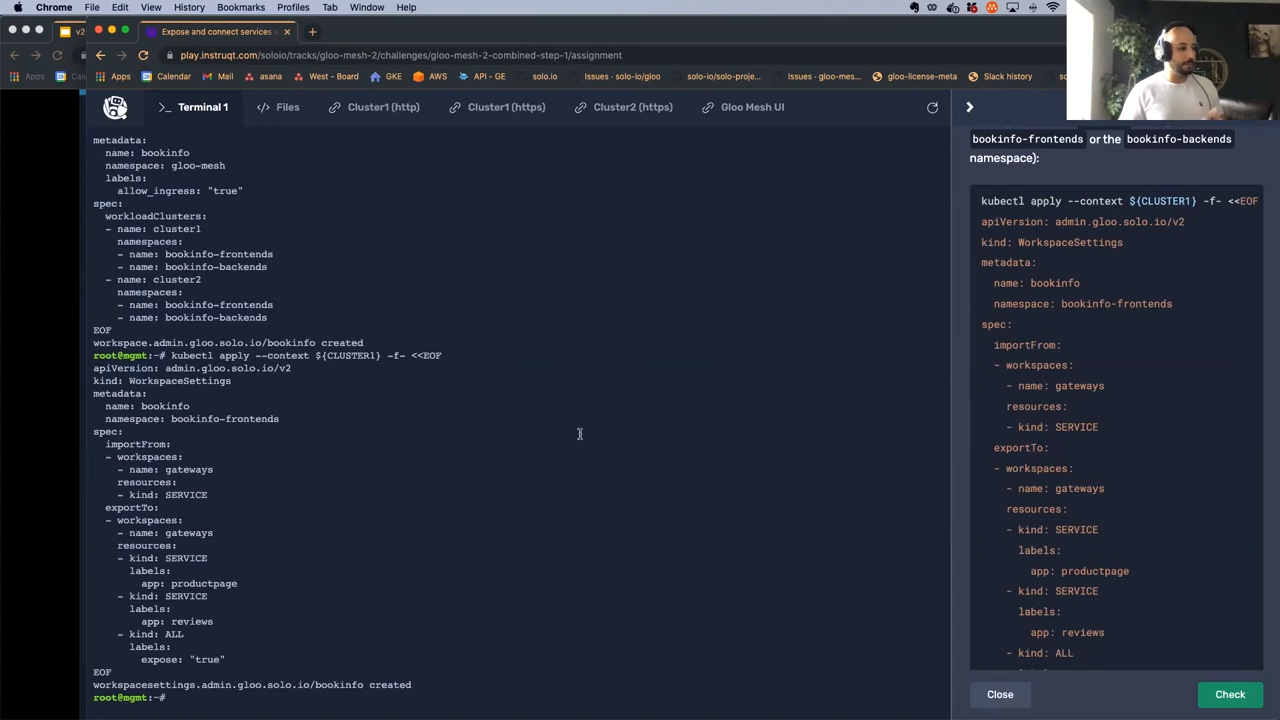 Chrome File Edit View History Bookmarks Profiles Tab Window Help
v2
Expose and connect services
play.instruqt.com/soloio/tracks/gloo-mesh-2/challenges/gloo-mesh-2-combined-step-1/assignment
Apps
Apps Calendar Mail asana West - Board GKE AWS API - GE solo.io Issues · solo-io/gloo solo-io/solo-proje... Issues · gloo-mes... gloo-license-meta Slack history
>_ Terminal 1 </> Files Cluster1 (http) Cluster1 (https) Cluster2 (https) Gloo Mesh UI
metadata:
name: bookinfo
namespace: gloo-mesh
labels:
allow_ingress: "true"
spec:
workloadClusters:
- name: cluster1
namespaces:
- name: bookinfo-frontends
- name: bookinfo-backends
- name: cluster2
namespaces:
- name: bookinfo-frontends
- name: bookinfo-backends
EOF
workspace.admin.gloo.solo.io/bookinfo created
root@mgmt:~# kubectl apply --context ${CLUSTER1} -f- <<EOF
apiVersion: admin.gloo.solo.io/v2
kind: WorkspaceSettings
metadata:
name: bookinfo
namespace: bookinfo-frontends
spec:
importFrom:
- workspaces:
- name: gateways
resources:
- kind: SERVICE
exportTo:
- workspaces:
- name: gateways
resources:
- kind: SERVICE
labels:
app: productpage
- kind: SERVICE
labels:
app: reviews
- kind: ALL
labels:
expose: "true"
EOF
workspacesettings.admin.gloo.solo.io/bookinfo created
root@mgmt:~#
bookinfo-frontends or the bookinfo-backends
namespace):
kubectl apply --context ${CLUSTER1} -f- <<EOF
apiVersion: admin.gloo.solo.io/v2
kind: WorkspaceSettings
metadata:
name: bookinfo
namespace: bookinfo-frontends
spec:
importFrom:
- workspaces:
- name: gateways
resources:
- kind: SERVICE
exportTo:
- workspaces:
- name: gateways
resources:
- kind: SERVICE
labels:
app: productpage
- kind: SERVICE
labels:
app: reviews
- kind: ALL
Close
Check